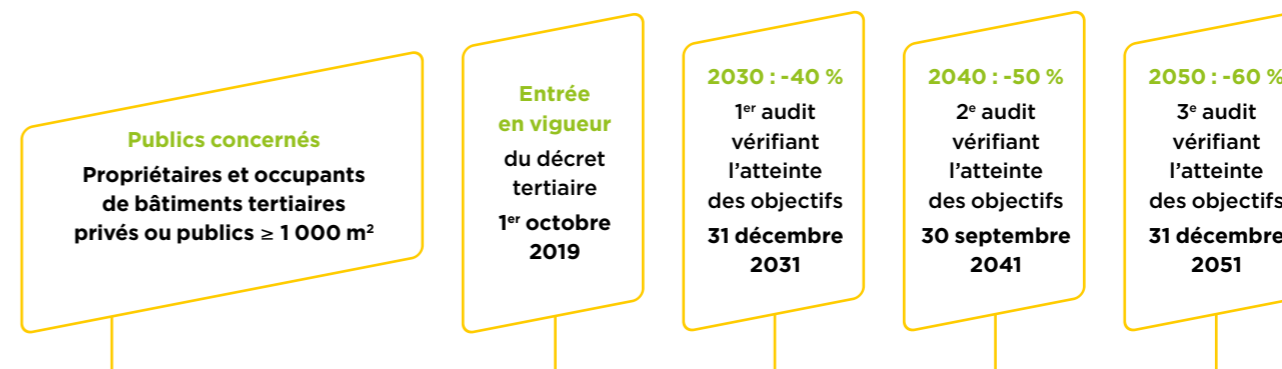 Publics concernés
Propriétaires et occupants
de bâtiments tertiaires
privés ou publics ≥ 1 000 m²
Entrée
en vigueur
du décret
tertiaire
1er octobre
2019
2030 : -40 %
1er audit
vérifiant
l'atteinte
des objectifs
31 décembre
2031
2040 : -50 %
2e audit
vérifiant
l'atteinte
des objectifs
30 septembre
2041
2050 : -60 %
3e audit
vérifiant
l'atteinte
des objectifs
31 décembre
2051